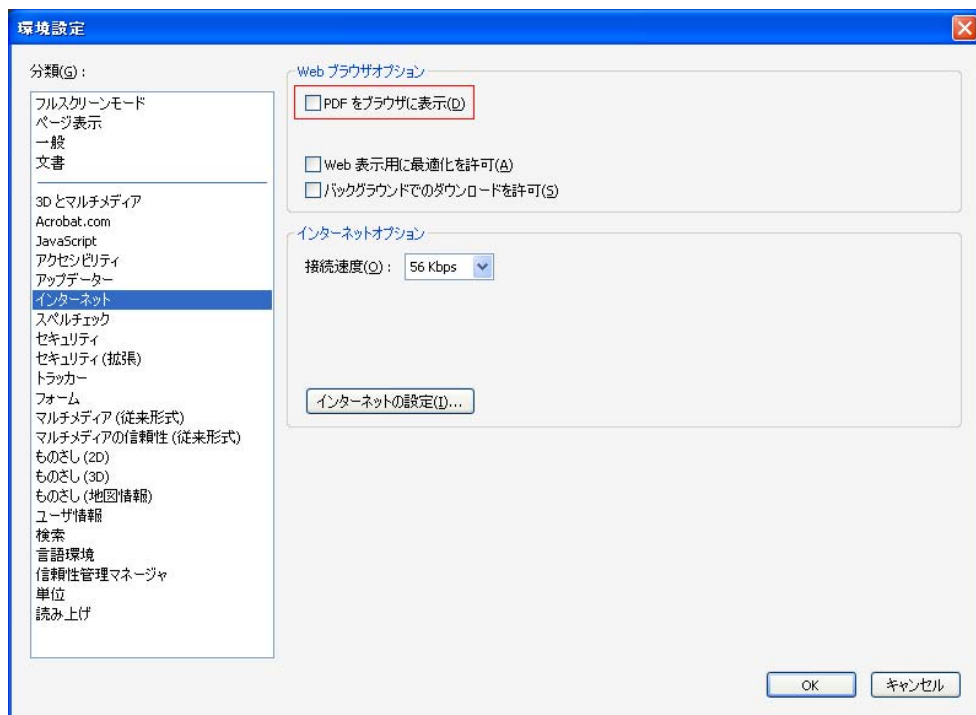 環境設定
分類(G) :
フルスクリーンモード
ページ表示
一般
文書
3D とマルチメディア
Acrobat.com
JavaScript
アクセシビリティ
アップデーター
インターネット
スペルチェック
セキュリティ
セキュリティ (拡張)
トラッカー
フォーム
マルチメディア (従来形式)
マルチメディアの信頼性 (従来形式)
ものさし (2D)
ものさし (3D)
ものさし (地図情報)
ユーザ情報
検索
言語環境
信頼性管理マネージャ
単位
読み上げ
Web ブラウザオプション
PDF をブラウザに表示(D)
Web 表示用に最適化を許可(A)
バックグラウンドでのダウンロードを許可(S)
インターネットオプション
接続速度(O) : 56 Kbps
インターネットの設定(I)...
OK キャンセル